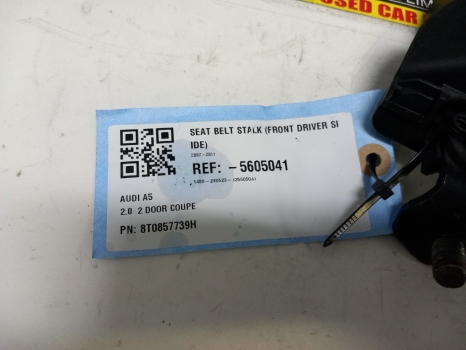 USED CAR
SEAT BELT STALK (FRONT DRIVER SI
IDE)
2007-2011
REF: -5605041
AUDI A5
2.0 2 DOOR COUPE
PN: 8T0857739H